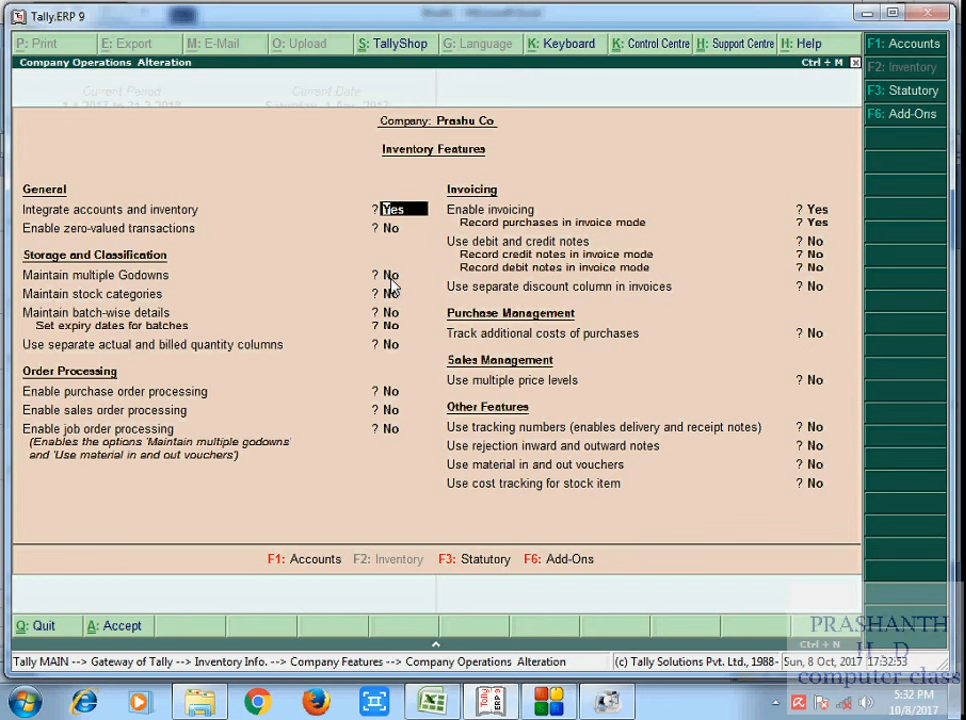 Tally.ERP 9
P: Print E: Export M: E-Mail O: Upload S: TallyShop G: Language K: Keyboard K: Control Centre H: Support Centre H: Help
F1: Accounts
F2: Inventory
F3: Statutory
F6: Add-Ons
Company Operations Alteration Ctrl + M
Current Period Current Date
Company: Prashu Co
Inventory Features
General
Integrate accounts and inventory ? Yes
Enable zero-valued transactions ? No
Storage and Classification
Maintain multiple Godowns ? No
Maintain stock categories ? No
Maintain batch-wise details ? No
Set expiry dates for batches ? No
Use separate actual and billed quantity columns ? No
Order Processing
Enable purchase order processing ? No
Enable sales order processing ? No
Enable job order processing ? No
(Enables the options 'Maintain multiple godowns'
and 'Use material in and out vouchers')
Invoicing
Enable invoicing ? Yes
Record purchases in invoice mode ? Yes
Use debit and credit notes ? No
Record credit notes in invoice mode ? No
Record debit notes in invoice mode ? No
Use separate discount column in invoices ? No
Purchase Management
Track additional costs of purchases ? No
Sales Management
Use multiple price levels ? No
Other Features
Use tracking numbers (enables delivery and receipt notes) ? No
Use rejection inward and outward notes ? No
Use material in and out vouchers ? No
Use cost tracking for stock item ? No
F1: Accounts F2: Inventory F3: Statutory F6: Add-Ons
Q: Quit A: Accept
Ctrl + N
PRASHANTH
H D
computer class
Tally MAIN --> Gateway of Tally --> Inventory Info. --> Company Features --> Company Operations Alteration (c) Tally Solutions Pvt. Ltd., 1988- Sun, 8 Oct, 2017 17:32:53
5:32 PM
10/8/2017